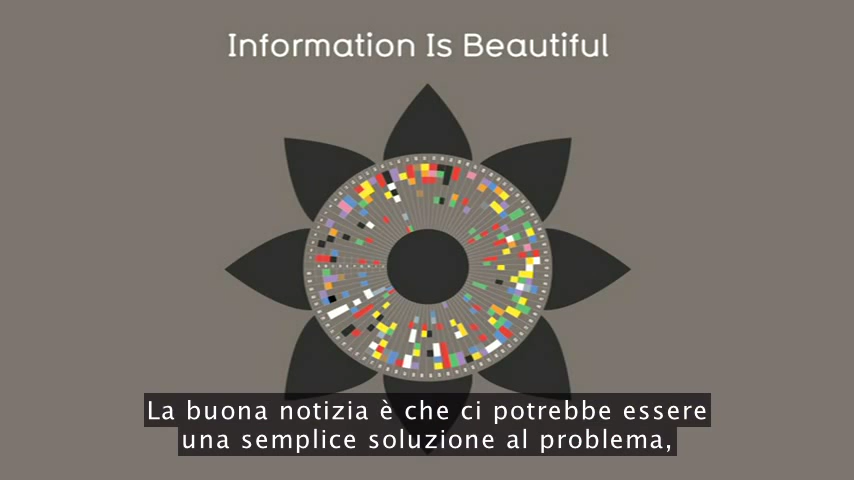 Information Is Beautiful
La buona notizia è che ci potrebbe essere
una semplice soluzione al problema,